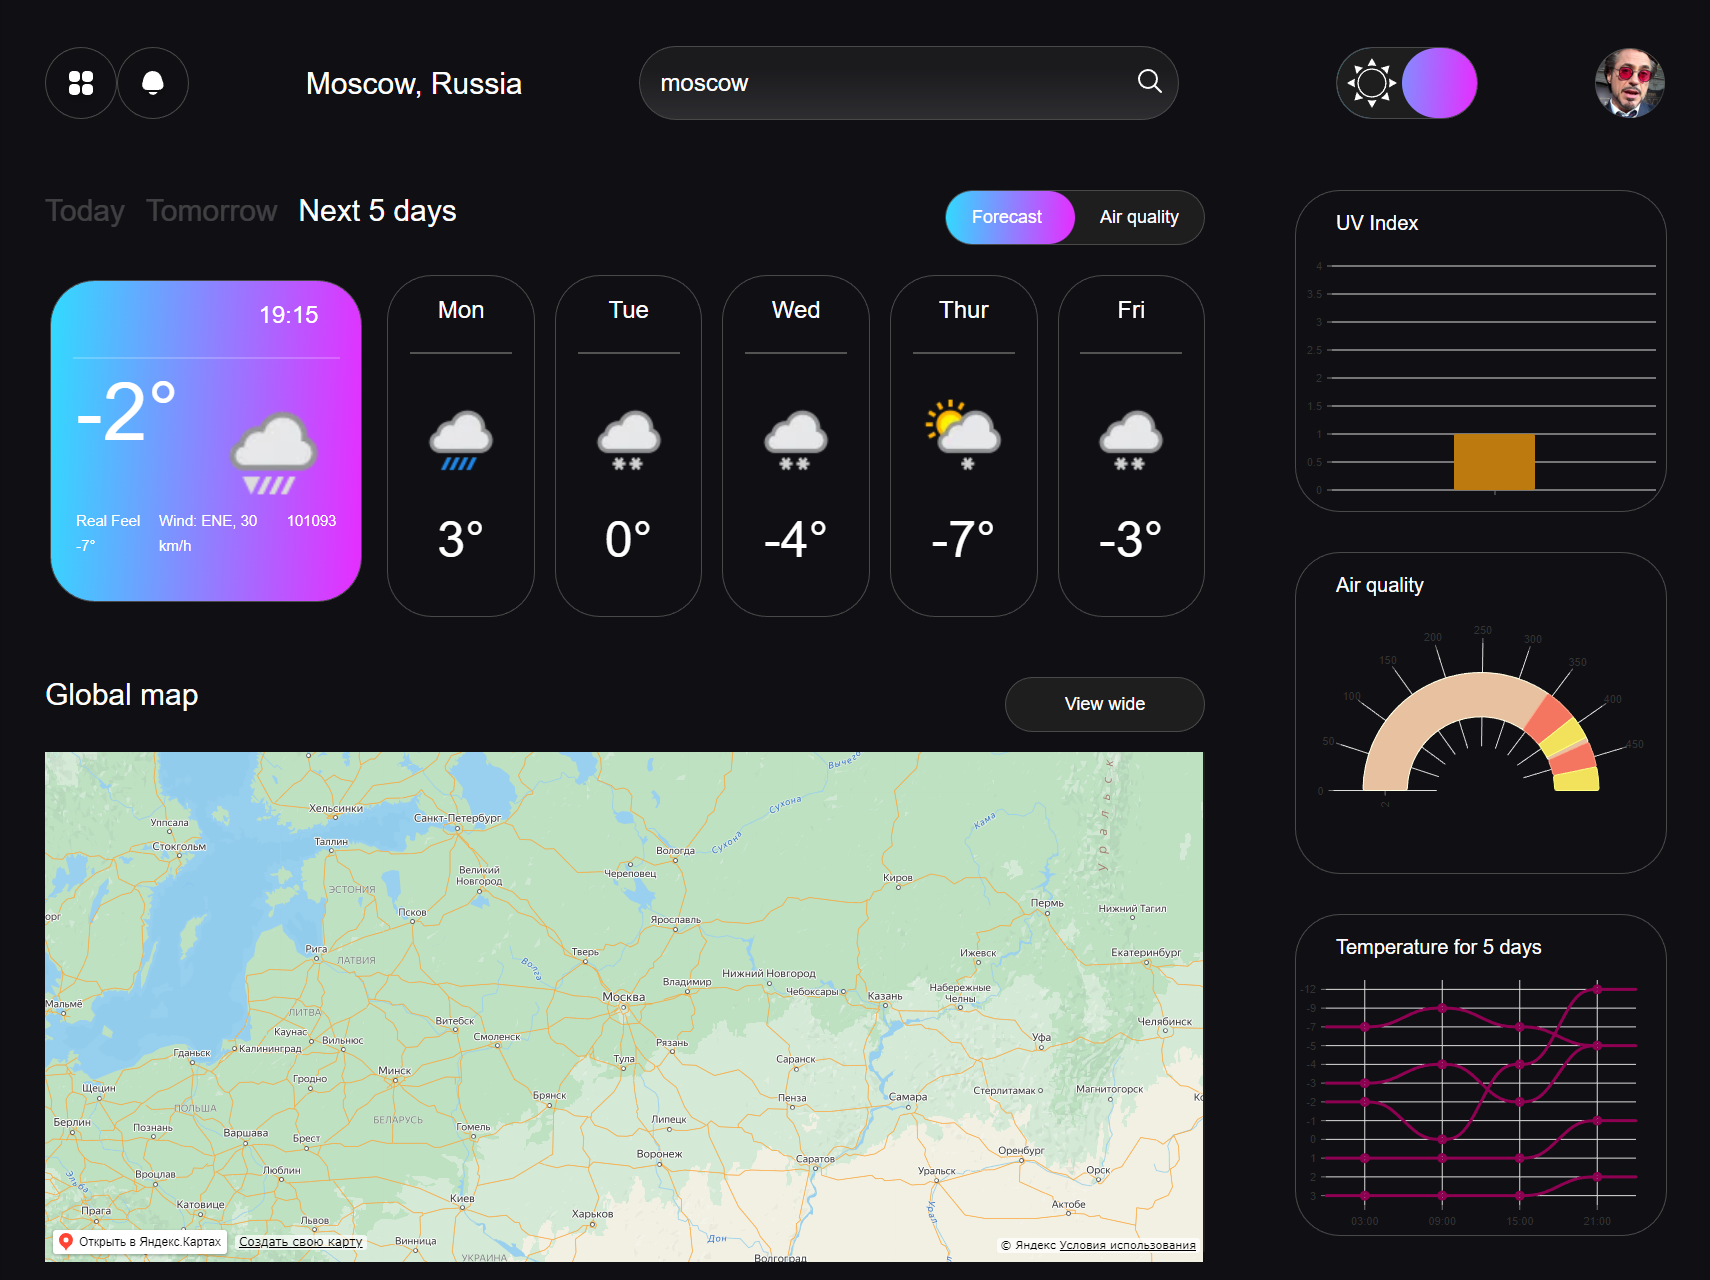 Moscow, Russia
moscow
Today Tomorrow Next 5 days
Forecast Air quality
19:15
-2°
Real Feel
-7°
Wind: ENE, 30
km/h
101093
Mon
3°
Tue
0°
Wed
-4°
Thur
-7°
Fri
-3°
Global map
View wide
Вычего
Сухона
Сухона
Кама
Уральск
Хельсинки
Уппсала
Стокгольм
Таллин
Санкт-Петербург
Вологда
Череповец
Великий
Новгород
ЭСТОНИЯ
Киров
Пермь
Нижний Тагил
орг
Псков
Ярославль
Рига
ЛАТВИЯ
Волга
Тверь
Ижевск
Екатеринбург
Мальмё
Москва
Владимир
Нижний Новгород
Чебоксары
Казань
Набережные
Челны
ЛИТВА
Каунас
Вильнюс
Витебск
Смоленск
Рязань
Уфа
Челябинск
Гданьск
Калининград
Тула
Саранск
Щецин
Гродно
Минск
Брянск
Пенза
Самара
Стерлитамак
Магнитогорск
Ко
ПОЛЬША
БЕЛАРУСЬ
Берлин
Познань
Варшава
Брест
Гомель
Липецк
Воронеж
Саратов
Оренбург
Уральск
Орск
Эльба
Вроцлав
Люблин
Прага
Катовице
Киев
Львов
Харьков
Актобе
Урал
Дон
Винница
УКРАИНА
Волгоград
Открыть в Яндекс.Картах
Создать свою карту
© Яндекс Условия использования
UV Index
4
3.5
3
2.5
2
1.5
1
0.5
0
Air quality
0
50
100
150
200
250
300
350
400
450
2
Temperature for 5 days
-12
-9
-7
-5
-4
-3
-2
-1
0
1
2
3
03:00 09:00 15:00 21:00